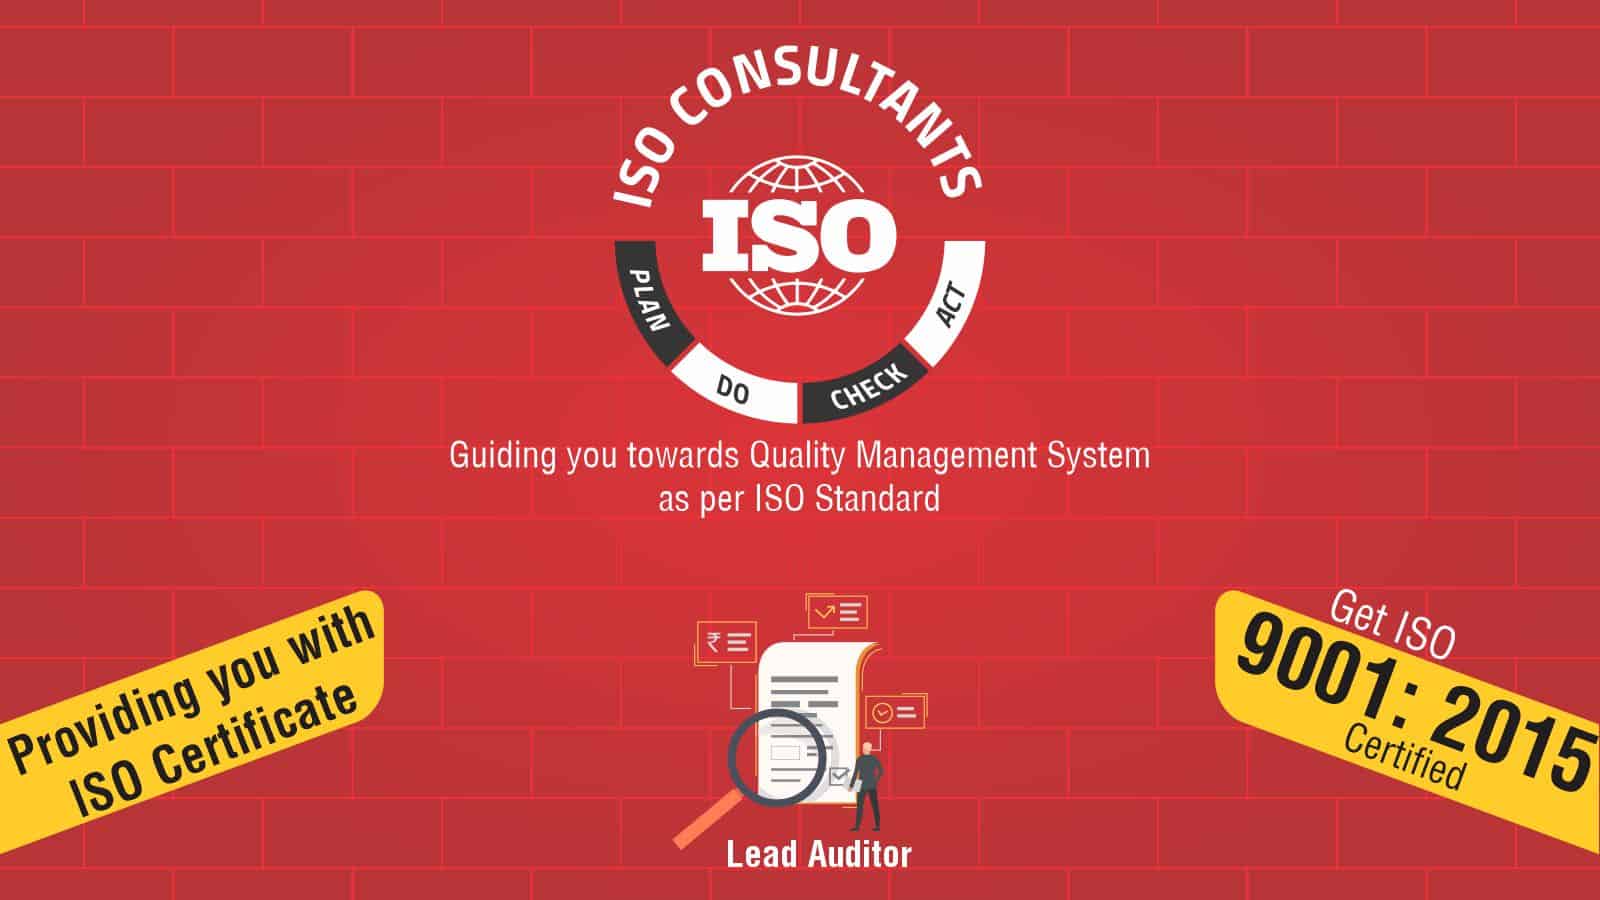 ISO CONSULTANTS
ISO
PLAN
DO
CHECK
ACT
Guiding you towards Quality Management System
as per ISO Standard
Providing you with
ISO Certificate
Get ISO
9001: 2015
Certified
₹
Lead Auditor